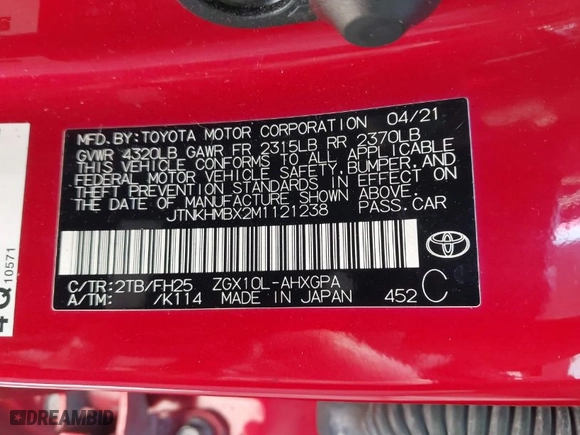 MFD. BY: TOYOTA MOTOR CORPORATION 04/21
GVWR 4320LB GAWR FR 2315LB RR 2370LB
THIS VEHICLE CONFORMS TO ALL APPLICABLE
FEDERAL MOTOR VEHICLE SAFETY, BUMPER, AND
THEFT PREVENTION STANDARDS IN EFFECT ON
THE DATE OF MANUFACTURE SHOWN ABOVE.
JTNKHMBX2M1121238 PASS. CAR
TOYOTA
C/TR: 2TB/FH25 ZGX10L-AHXGPA
A/TM: /K114 MADE IN JAPAN 452 C
10571
DREAMBID